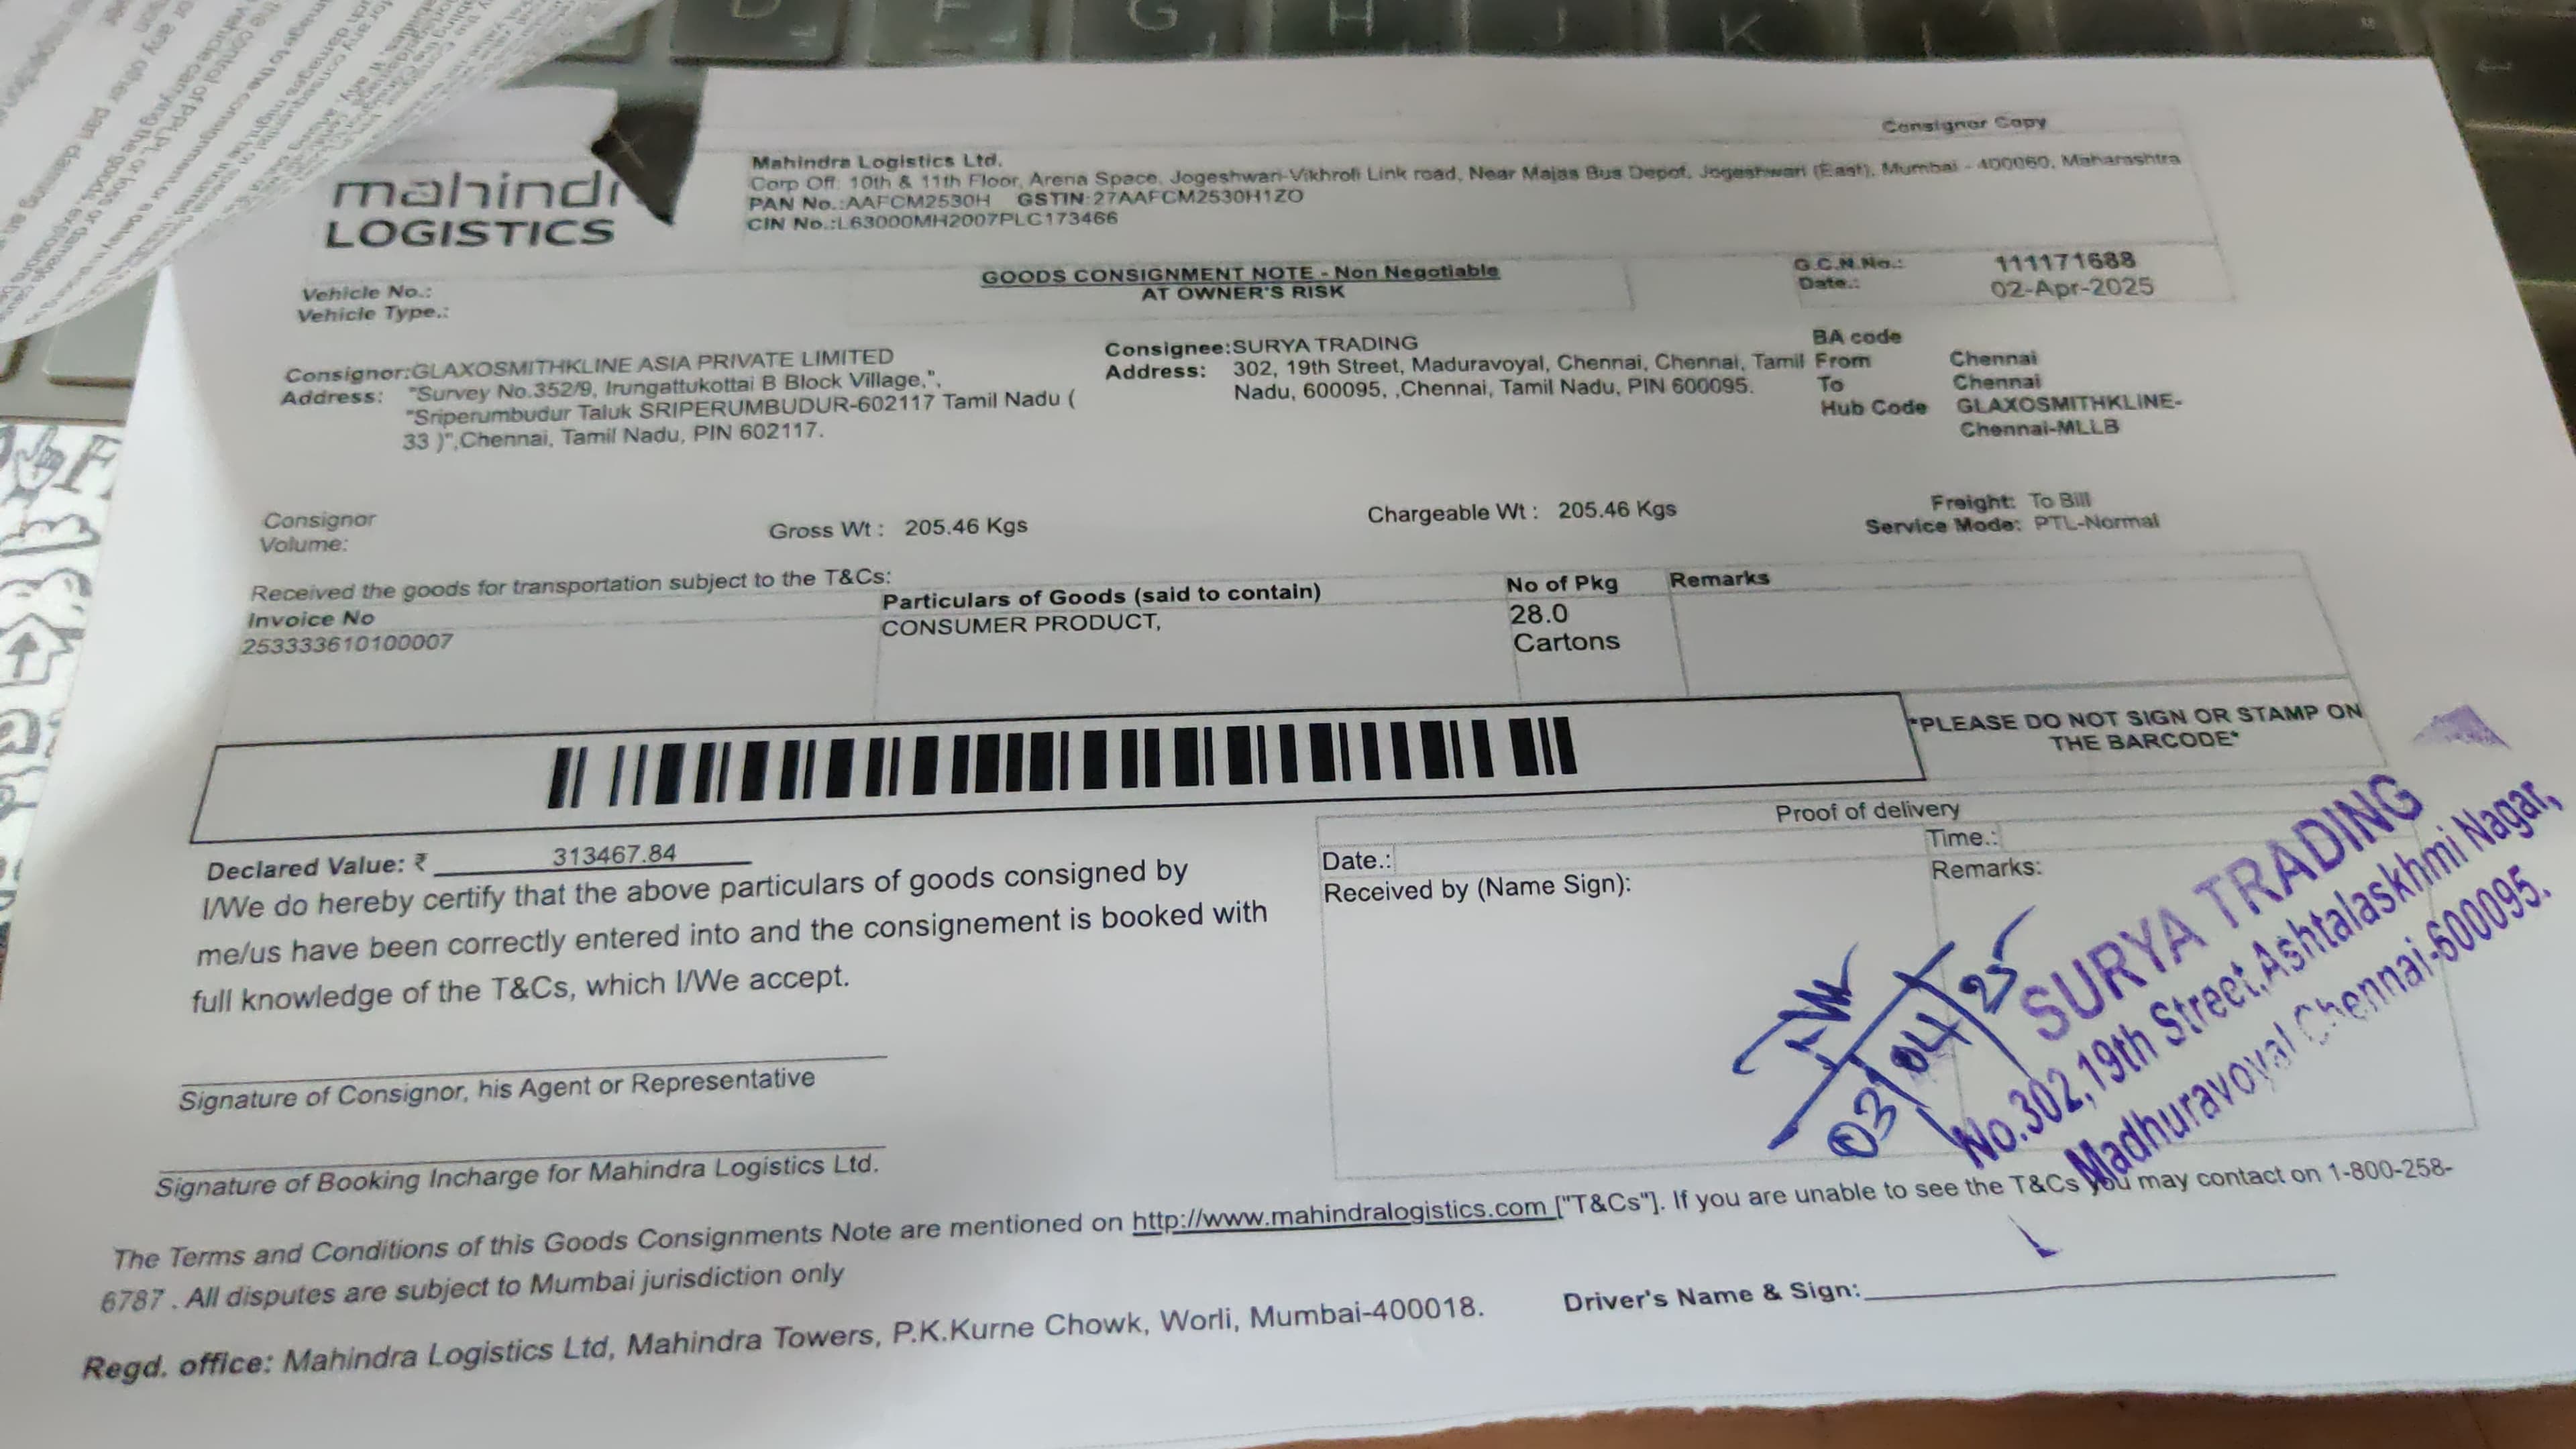 Consignor Copy
mahindr
LOGISTICS
Mahindra Logistics Ltd.
Corp Off: 10th & 11th Floor, Arena Space, Jogeshwari-Vikhroli Link road, Near Majas Bus Depot, Jogeshwari (East), Mumbai - 400060, Maharashtra
PAN No.:AAFCM2530H GSTIN:27AAFCM2530H1ZO
CIN No.:L63000MH2007PLC173466
Vehicle No.:
Vehicle Type.:
GOODS CONSIGNMENT NOTE - Non Negotiable
AT OWNER'S RISK
G.C.N.No.: 111171688
Date.: 02-Apr-2025
Consignor:GLAXOSMITHKLINE ASIA PRIVATE LIMITED
Address: "Survey No.352/9, Irungattukottai B Block Village,",
"Sriperumbudur Taluk SRIPERUMBUDUR-602117 Tamil Nadu (
33 )",Chennai, Tamil Nadu, PIN 602117.
Consignee:SURYA TRADING
Address: 302, 19th Street, Maduravoyal, Chennai, Chennai, Tamil
Nadu, 600095, ,Chennai, Tamil Nadu, PIN 600095.
BA code
From Chennai
To Chennai
Hub Code GLAXOSMITHKLINE-
Chennai-MLLB
Consignor
Volume:
Gross Wt : 205.46 Kgs
Chargeable Wt : 205.46 Kgs
Freight: To Bill
Service Mode: PTL-Normal
Received the goods for transportation subject to the T&Cs:
Invoice No
253333610100007
Particulars of Goods (said to contain)
CONSUMER PRODUCT,
No of Pkg
28.0
Cartons
Remarks
*PLEASE DO NOT SIGN OR STAMP ON
THE BARCODE*
Declared Value: ₹ 313467.84
I/We do hereby certify that the above particulars of goods consigned by
me/us have been correctly entered into and the consignement is booked with
full knowledge of the T&Cs, which I/We accept.
Proof of delivery
Date.:
Time.:
Received by (Name Sign):
Remarks:
03/04/25
SURYA TRADING
No.302,19th Street,Ashtalaskhmi Nagar,
Madhuravoyal Chennai-600095.
Signature of Consignor, his Agent or Representative
Signature of Booking Incharge for Mahindra Logistics Ltd.
The Terms and Conditions of this Goods Consignments Note are mentioned on http://www.mahindralogistics.com ["T&Cs"]. If you are unable to see the T&Cs you may contact on 1-800-258-
6787 . All disputes are subject to Mumbai jurisdiction only
Driver's Name & Sign:
Regd. office: Mahindra Logistics Ltd, Mahindra Towers, P.K.Kurne Chowk, Worli, Mumbai-400018.
D F G H J K